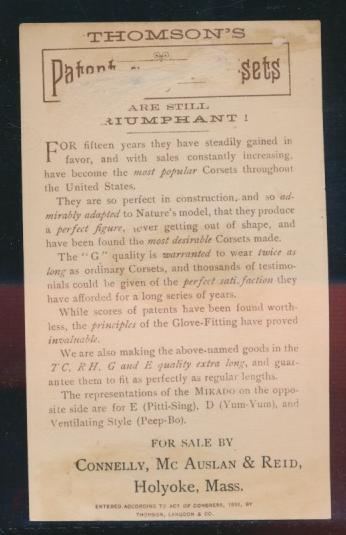 THOMSON'S
Patent sets
ARE STILL
RIUMPHANT!
FOR fifteen years they have steadily gained in
favor, and with sales constantly increasing,
have become the most popular Corsets throughout
the United States.
They are so perfect in construction, and so ad-
mirably adapted to Nature's model, that they produce
a perfect figure, never getting out of shape, and
have been found the most desirable Corsets made.
The "G" quality is warranted to wear twice as
long as ordinary Corsets, and thousands of testimo-
nials could be given of the perfect satisfaction they
have afforded for a long series of years.
While scores of patents have been found worth-
less, the principles of the Glove-Fitting have proved
invaluable.
We are also making the above-named goods in the
TC, RH, G and E quality extra long, and guar-
antee them to fit as perfectly as regular lengths.
The representations of the MIKADO on the oppo-
site side are for E (Pitti-Sing), D (Yum-Yum), and
Ventilating Style (Peep-Bo).
FOR SALE BY
CONNELLY, MC AUSLAN & REID,
Holyoke, Mass.
ENTERED ACCORDING TO ACT OF CONGRESS, BY
THOMSON, LANGDON & CO.